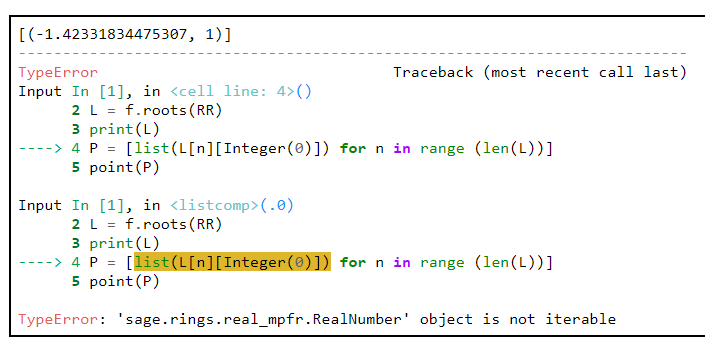 [(-1.42331834475307, 1)]
---------------------------------------------------------------------------
TypeError                                 Traceback (most recent call last)
Input In [1], in <cell line: 4>()
      2 L = f.roots(RR)
      3 print(L)
----> 4 P = [list(L[n][Integer(0)]) for n in range (len(L))]
      5 point(P)

Input In [1], in <listcomp>(.0)
      2 L = f.roots(RR)
      3 print(L)
----> 4 P = [list(L[n][Integer(0)]) for n in range (len(L))]
      5 point(P)

TypeError: 'sage.rings.real_mpfr.RealNumber' object is not iterable